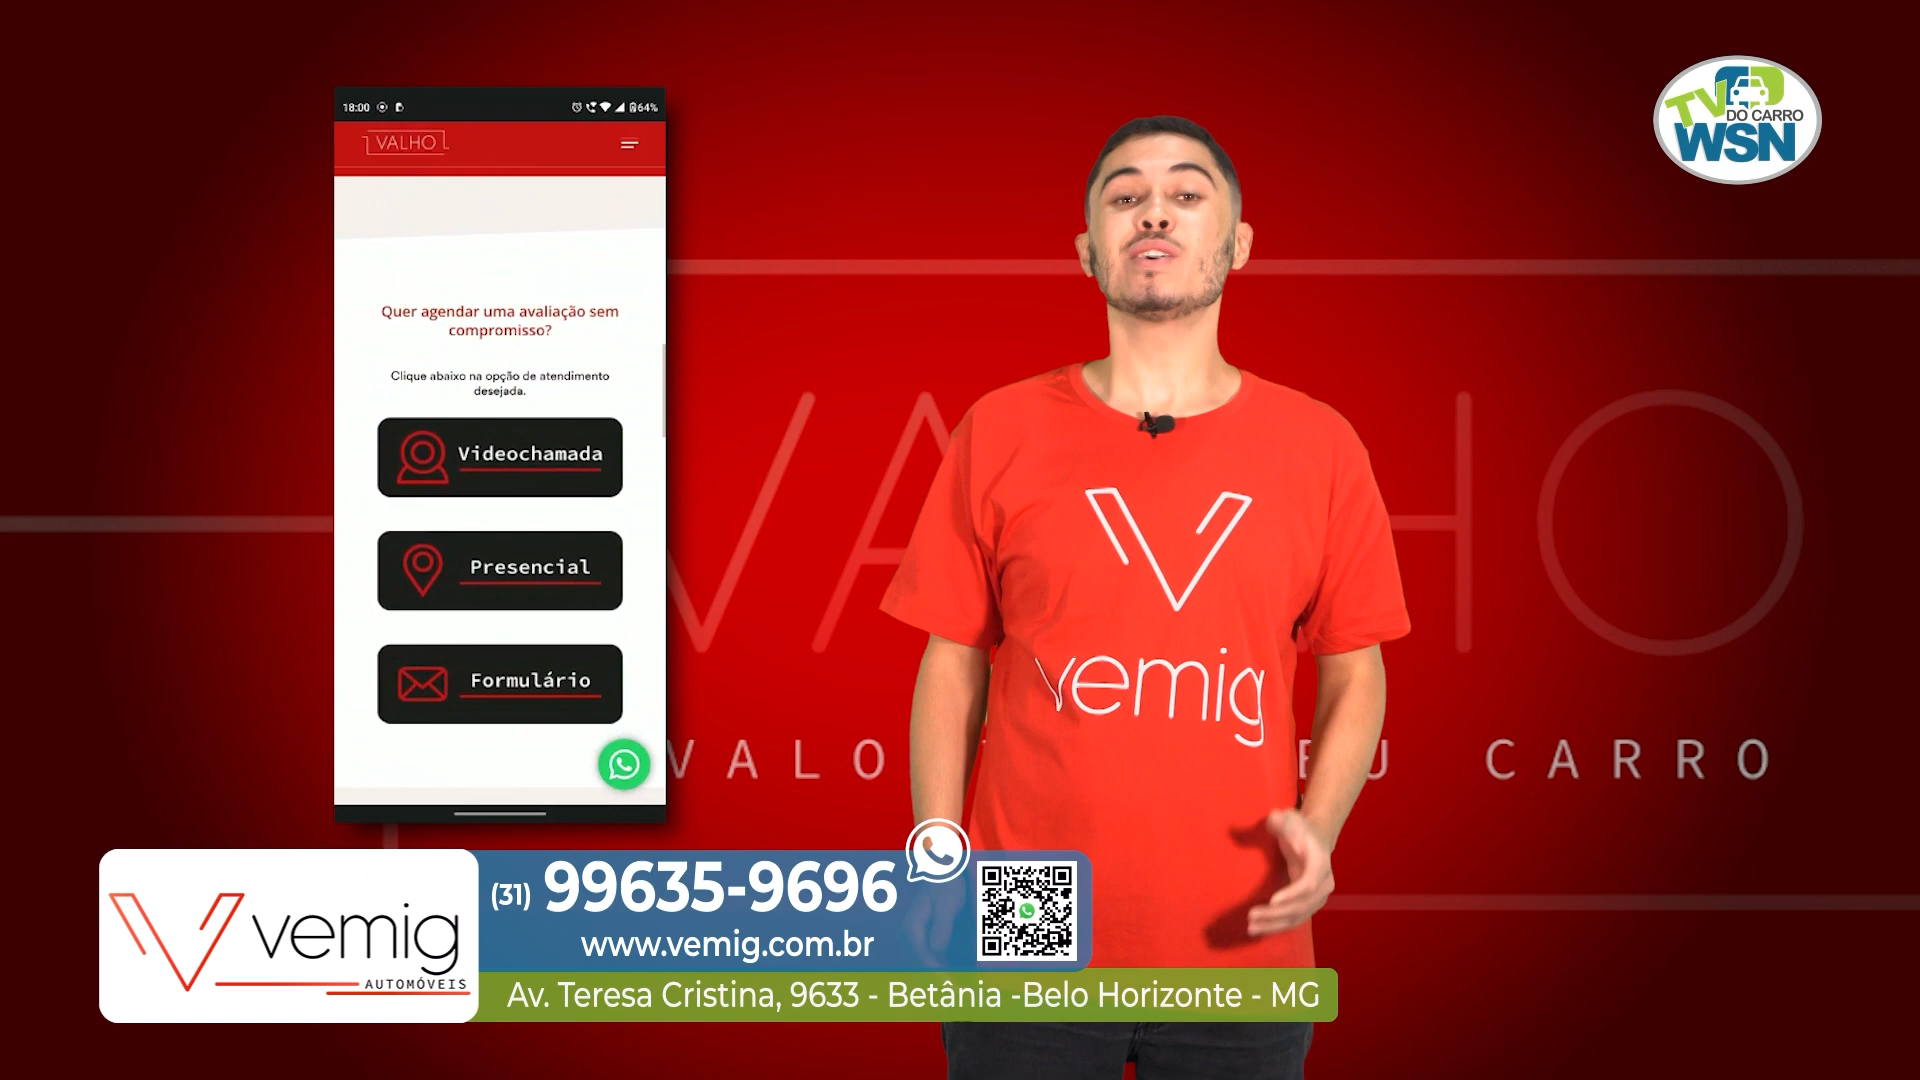 18:00
64%
VALHO
Quer agendar uma avaliação sem
compromisso?
Clique abaixo na opção de atendimento
desejada.
Videochamada
Presencial
Formulário
TV
DO CARRO
WSN
VALHO
VALO EU CARRO
V
vemig
vemig
AUTOMÓVEIS
(31) 99635-9696
www.vemig.com.br
Av. Teresa Cristina, 9633 - Betânia -Belo Horizonte - MG